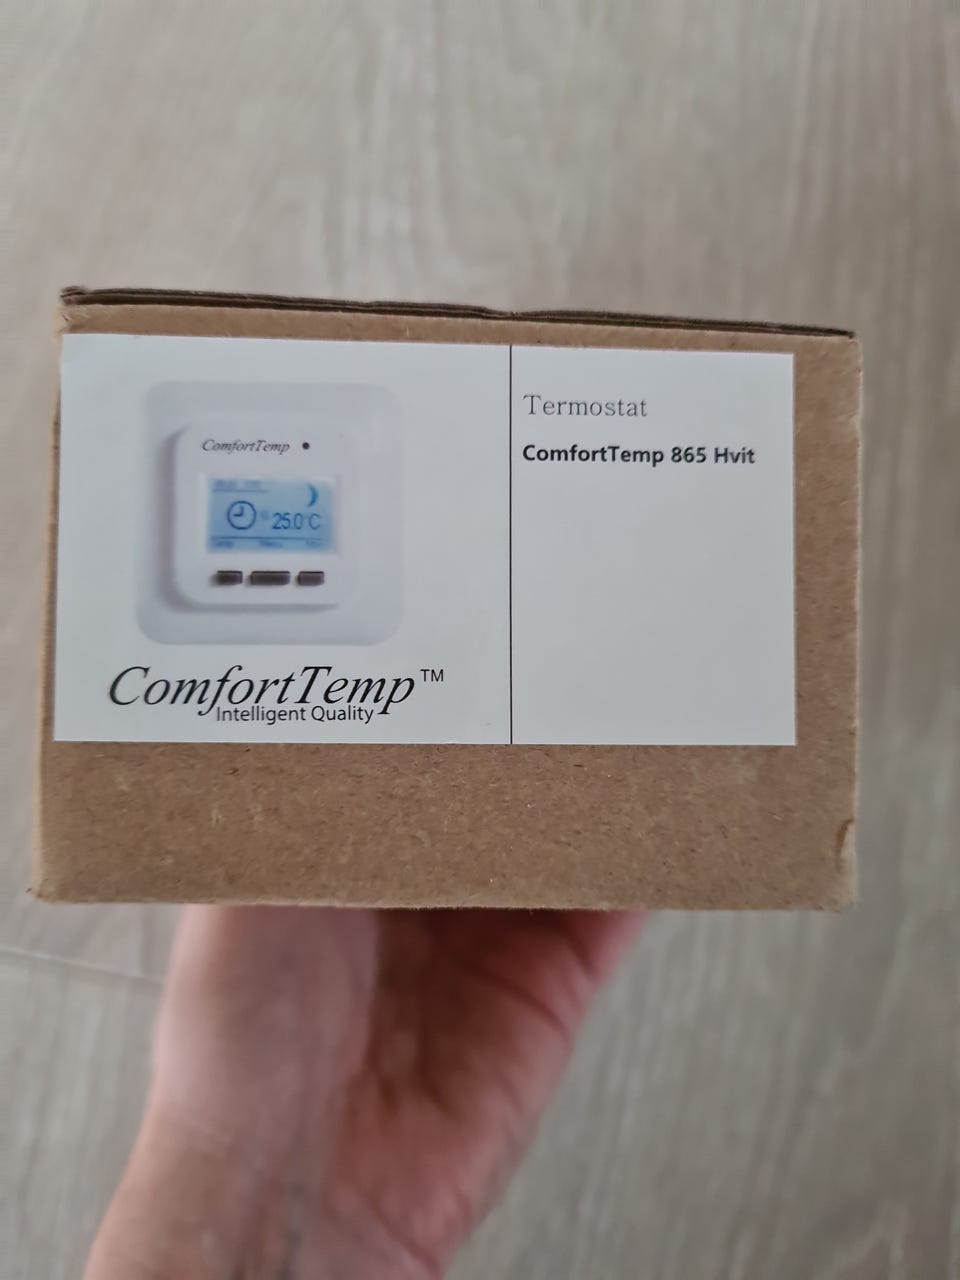 ComfortTemp
25.0°C
ComfortTemp™
Intelligent Quality
Termostat
ComfortTemp 865 Hvit